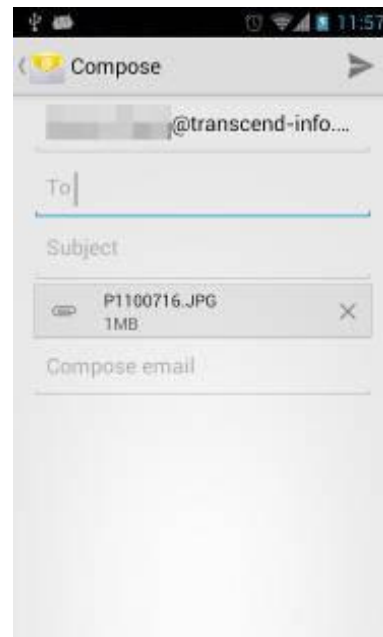 11:57
Compose
@transcend-info....
To
Subject
P1100716.JPG
1MB
Compose email